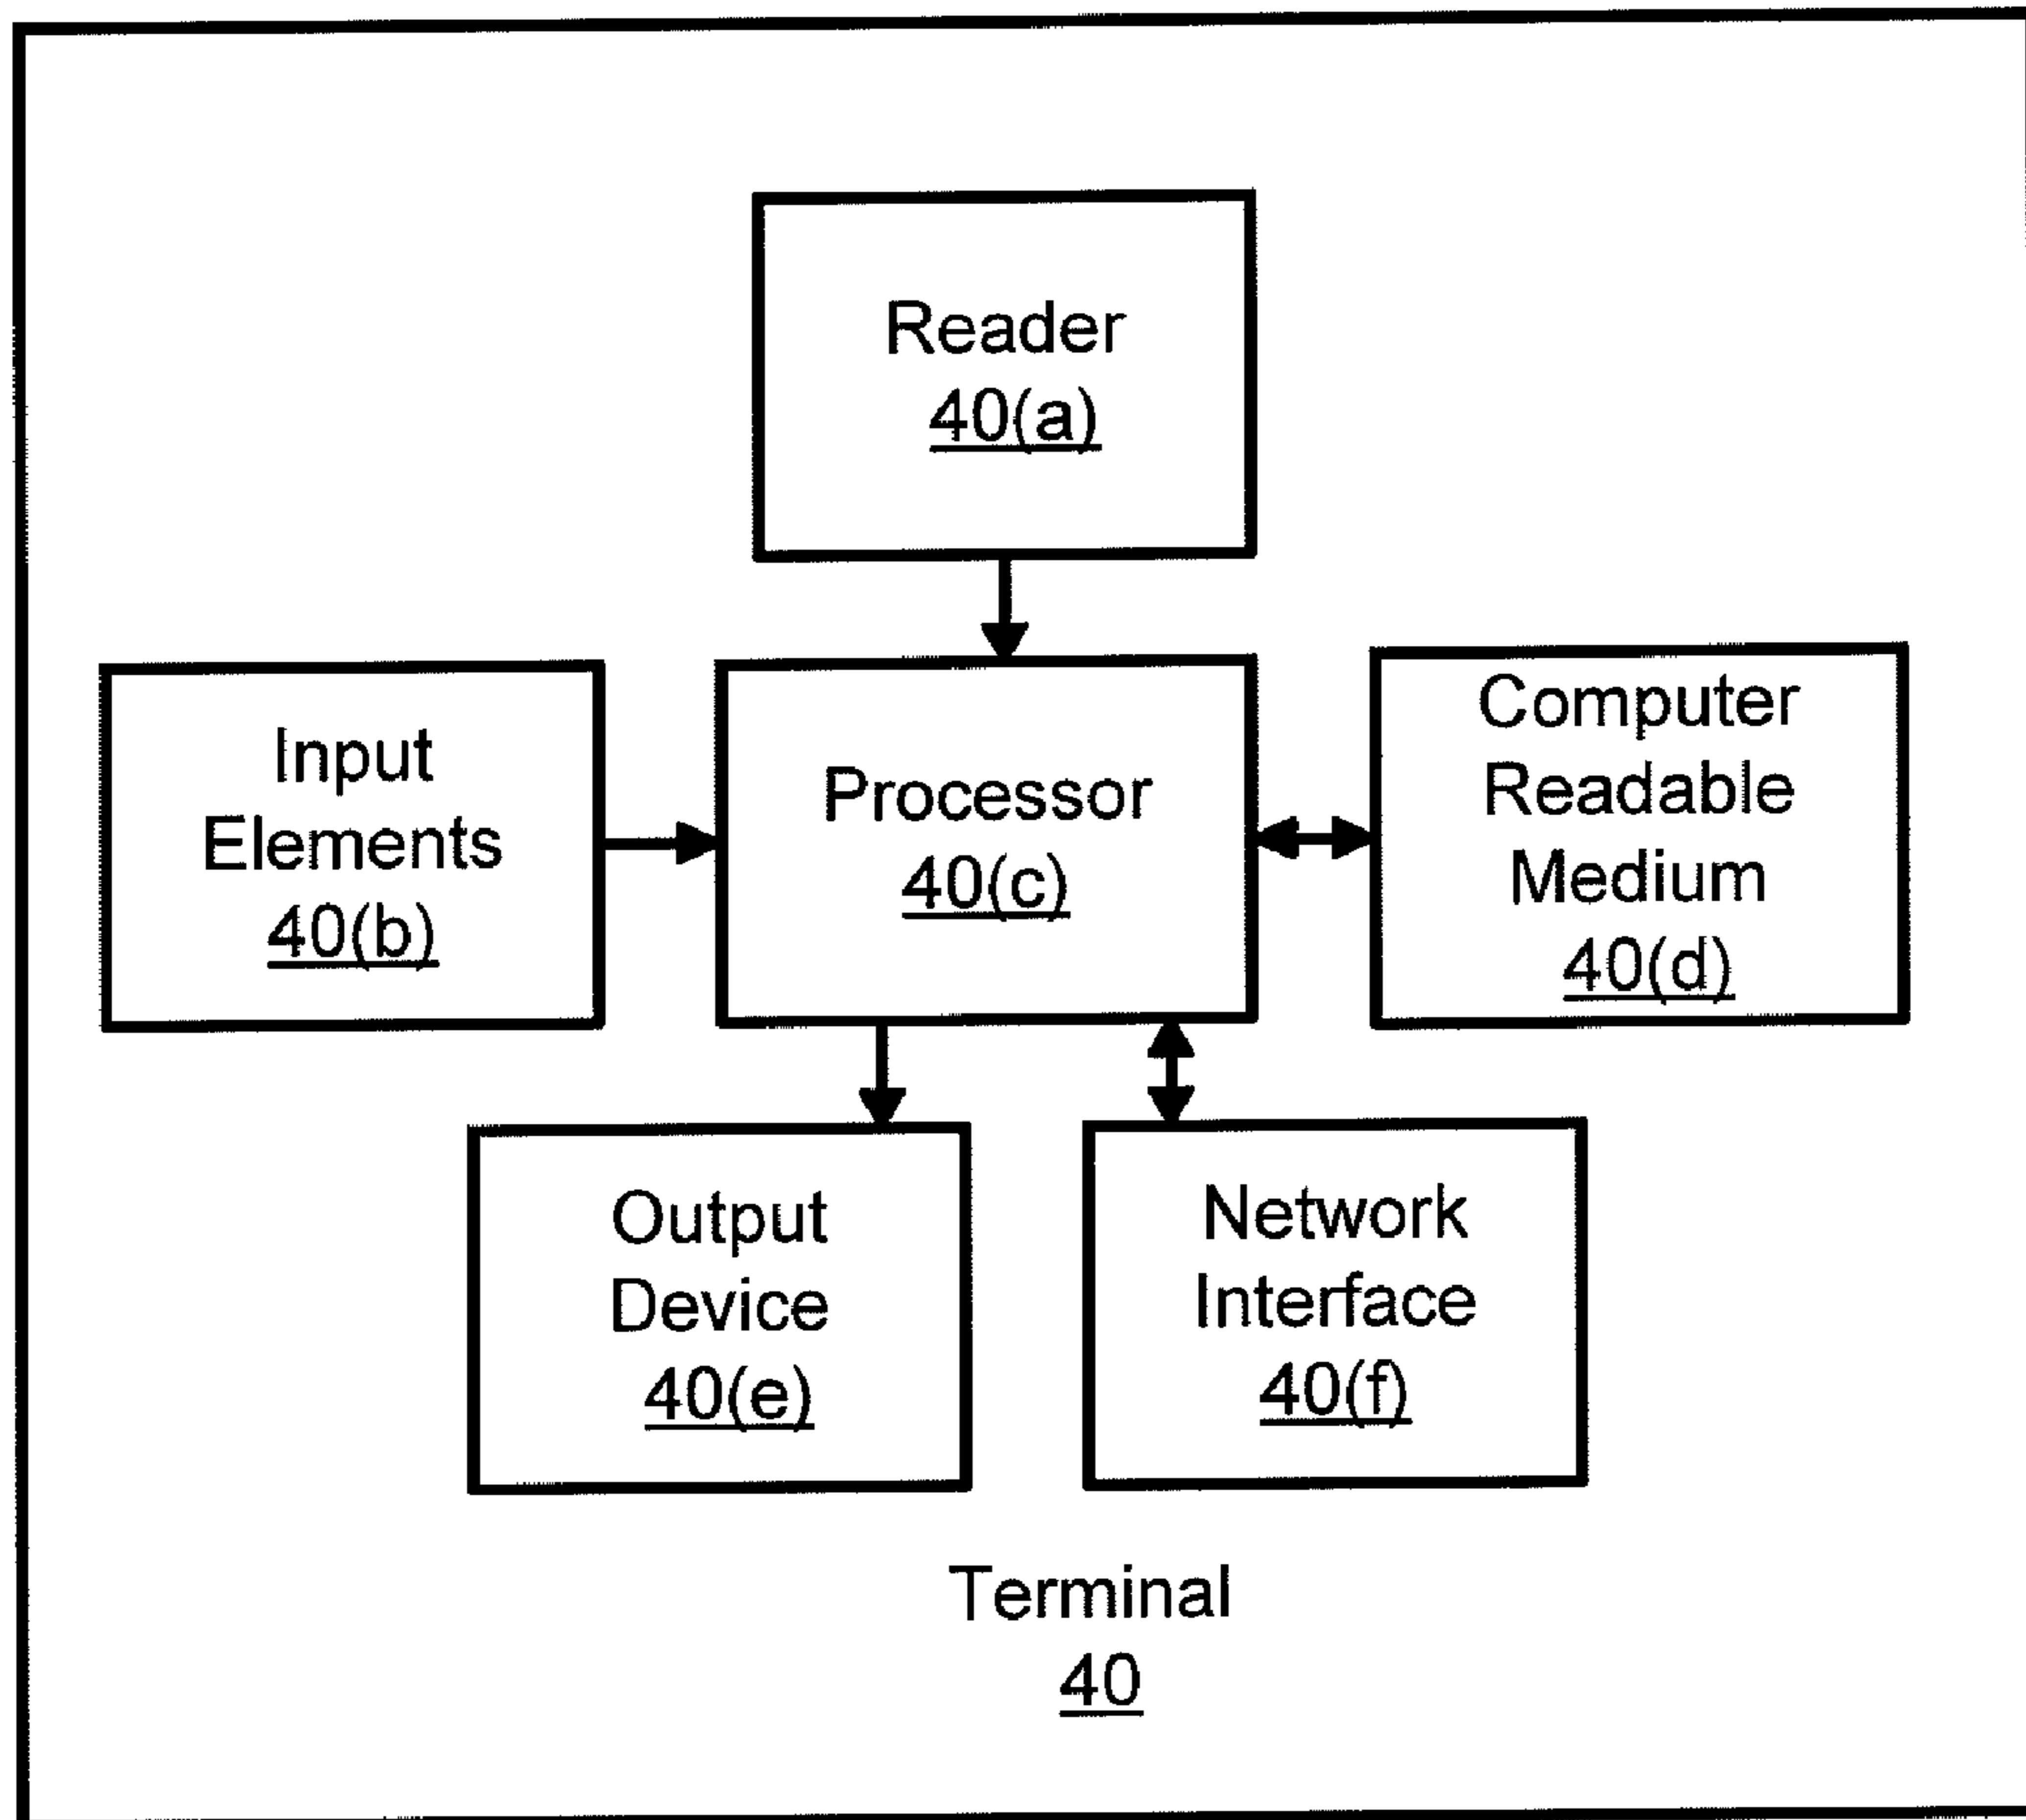 Reader
40(a)
Input
Elements
40(b)
Processor
40(c)
Computer
Readable
Medium
40(d)
Output
Device
40(e)
Network
Interface
40(f)
Terminal
40